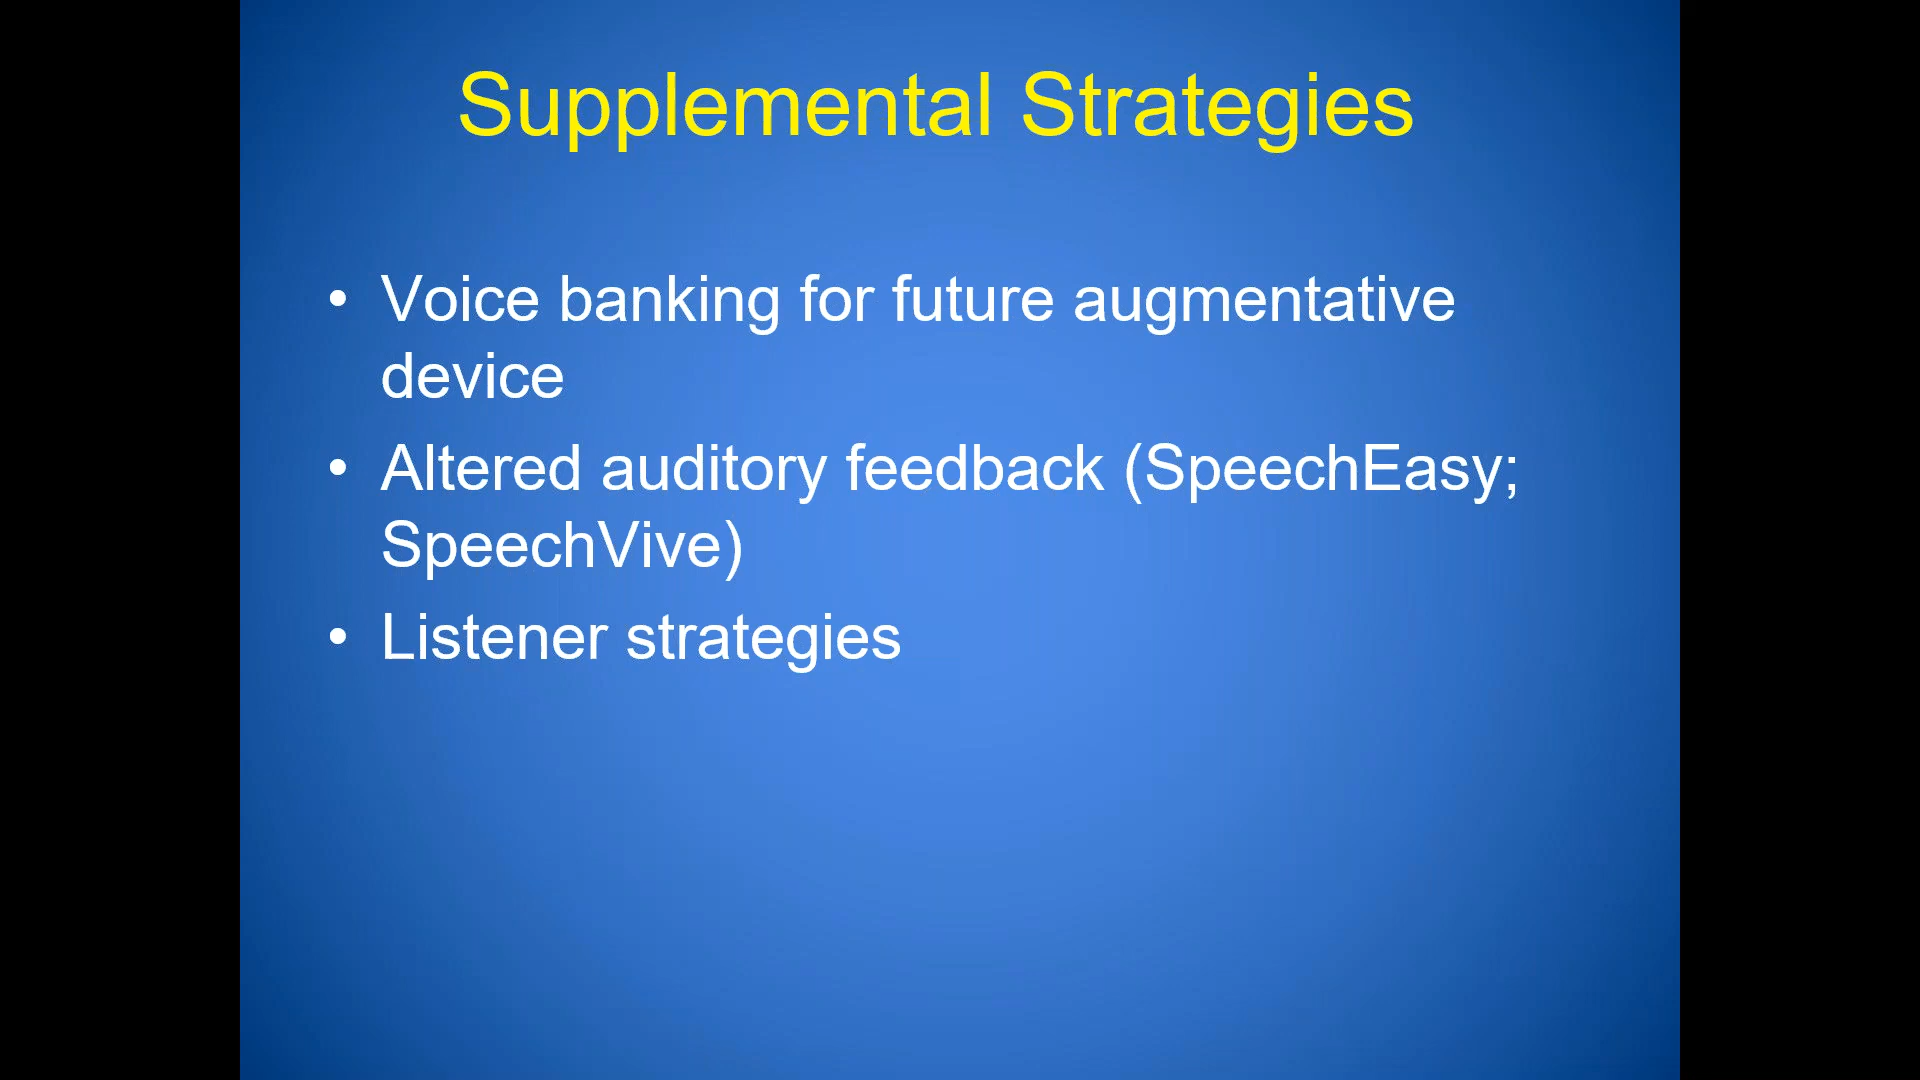 Supplemental Strategies
• Voice banking for future augmentative
device
• Altered auditory feedback (SpeechEasy;
SpeechVive)
• Listener strategies